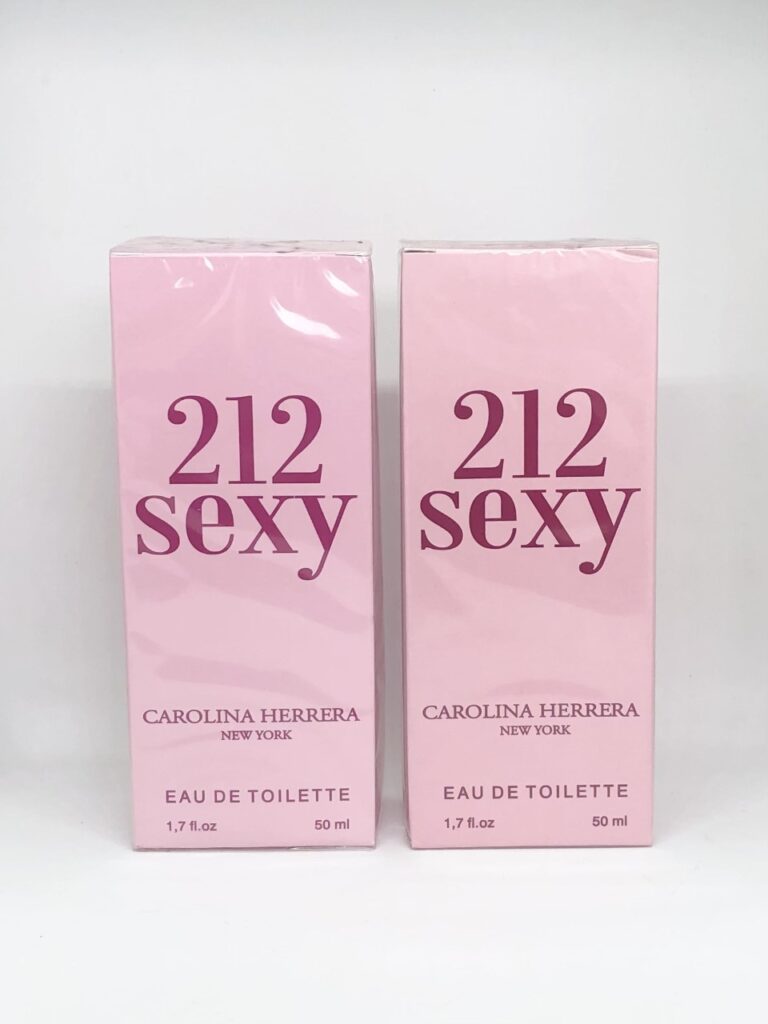 212
sexy
CAROLINA HERRERA
NEW YORK
EAU DE TOILETTE
1,7 fl.oz 50 ml
212
sexy
CAROLINA HERRERA
NEW YORK
EAU DE TOILETTE
1,7 fl.oz 50 ml